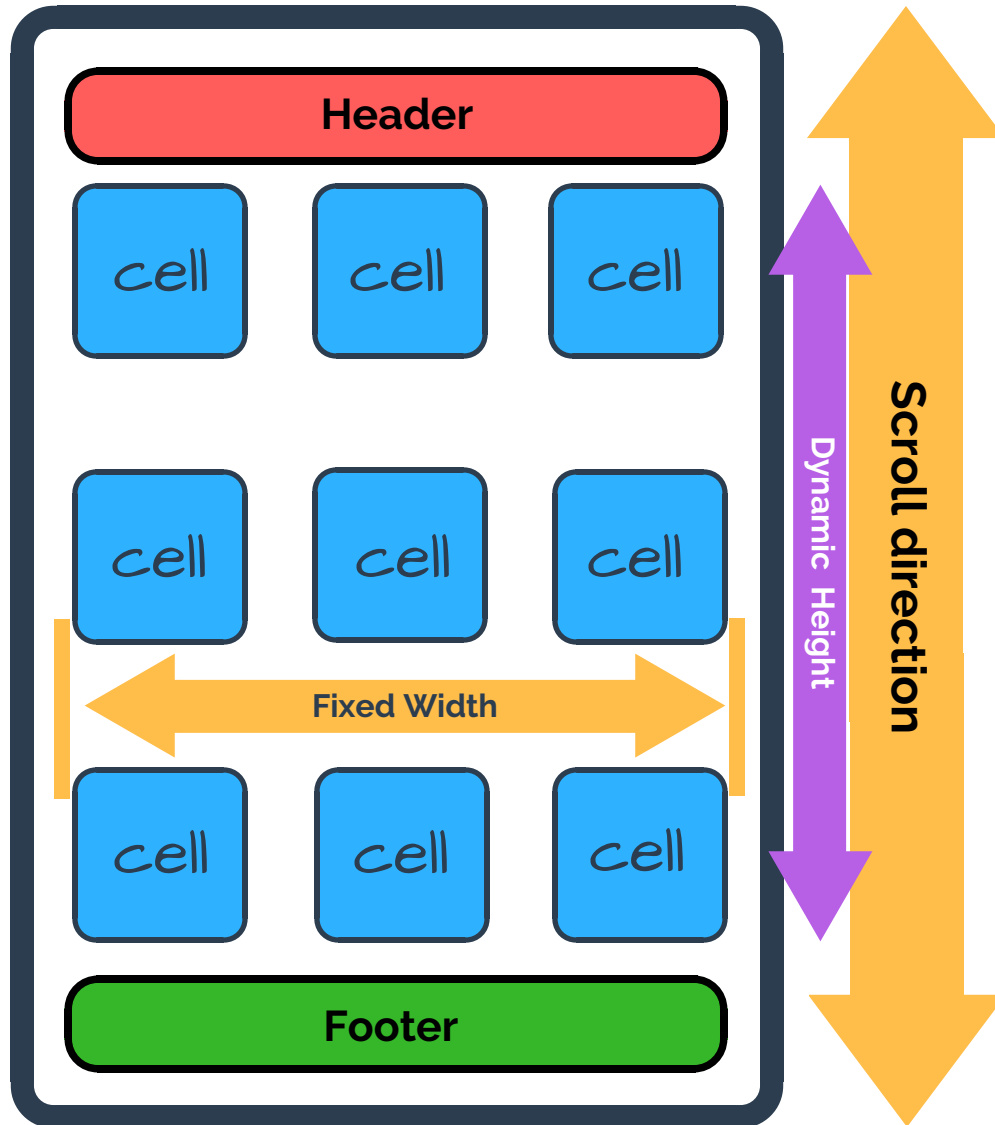 Header
cell
cell
cell
cell
cell
cell
Fixed Width
cell
cell
cell
Footer
Dynamic Height
Scroll direction